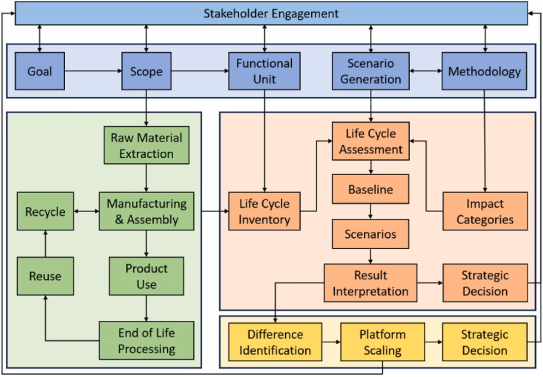 Stakeholder Engagement
Goal
Scope
Functional
Unit
Scenario
Generation
Methodology
Raw Material
Extraction
Manufacturing
& Assembly
Recycle
Reuse
Product
Use
End of Life
Processing
Life Cycle
Assessment
Life Cycle
Inventory
Baseline
Impact
Categories
Scenarios
Result
Interpretation
Strategic
Decision
Difference
Identification
Platform
Scaling
Strategic
Decision